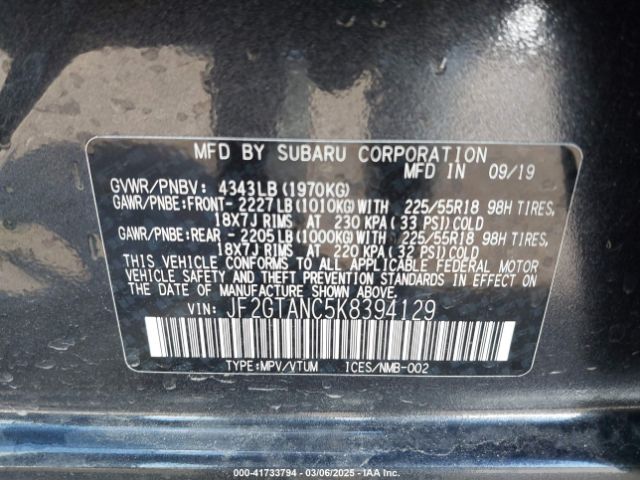 MFD BY SUBARU CORPORATION
MFD IN 09/19
GVWR/PNBV: 4343LB(1970KG)
GAWR/PNBE:FRONT- 2227LB(1010KG)WITH 225/55R18 98H TIRES,
18X7J RIMS AT 230 KPA(33 PSI)COLD
GAWR/PNBE:REAR - 2205LB(1000KG)WITH 225/55R18 98H TIRES,
18X7J RIMS AT 220 KPA(32 PSI)COLD
THIS VEHICLE CONFORMS TO ALL APPLICABLE FEDERAL MOTOR
VEHICLE SAFETY AND THEFT PREVENTION STANDARDS IN EFFECT ON
THE DATE OF MANUFACTURE SHOWN ABOVE.
VIN: JF2GTANC5K8394129
TYPE:MPV/VTUM ICES/NMB-002
000-41733794 - 03/06/2025 - IAA Inc.